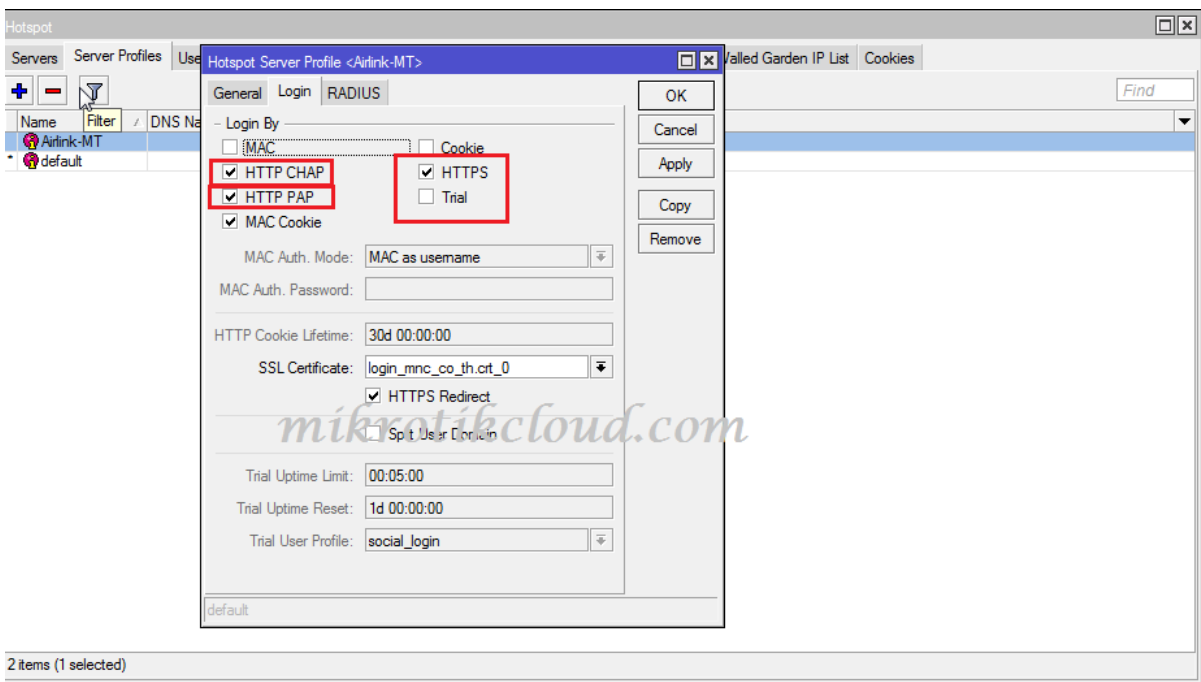 Hotspot
Servers Server Profiles Use Walled Garden IP List Cookies
Hotspot Server Profile <Airlink-MT>
General Login RADIUS
Find
Name Filter DNS Na
Airlink-MT
* default
Login By
MAC Cookie
HTTP CHAP HTTPS
HTTP PAP Trial
MAC Cookie
MAC Auth. Mode: MAC as username
MAC Auth. Password:
HTTP Cookie Lifetime: 30d 00:00:00
SSL Certificate: login_mnc_co_th.crt_0
HTTPS Redirect
Split User Domain
mikrotikcloud.com
Trial Uptime Limit: 00:05:00
Trial Uptime Reset: 1d 00:00:00
Trial User Profile: social_login
default
OK
Cancel
Apply
Copy
Remove
2 items (1 selected)